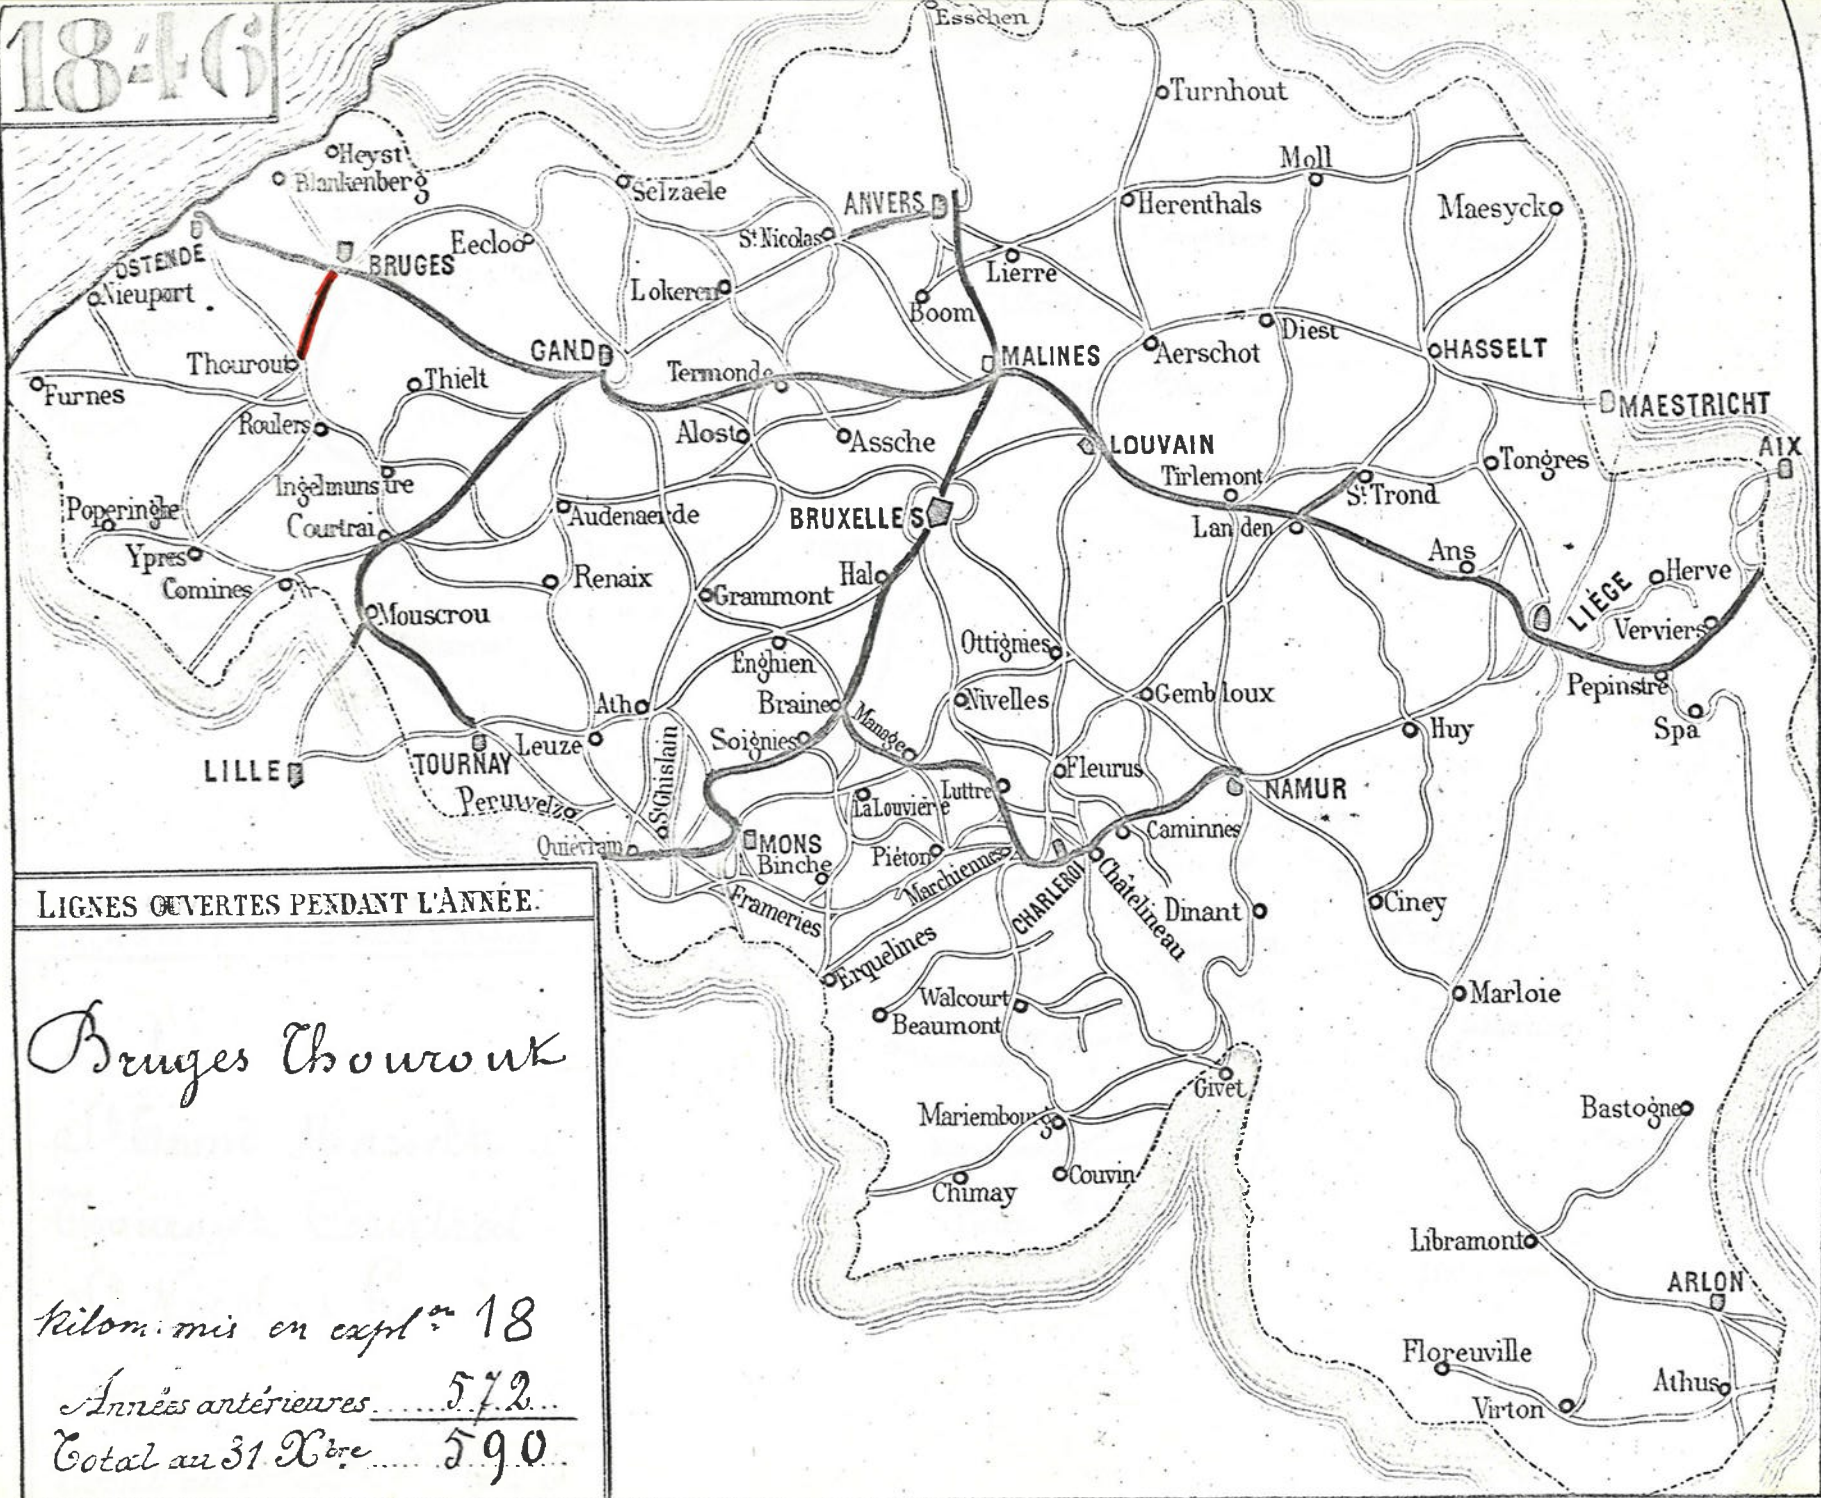 1846
Esschen
Turnhout
Heyst
Blankenberg
Moll
Selzaele
ANVERS
Herenthals
Maesyck
St Nicolas
Eecloo
OSTENDE
BRUGES
Lierre
Nieuport
Lokeren
Boom
Diest
GAND
MALINES
Aerschot
HASSELT
Thourout
Thielt
Termonde
Furnes
MAESTRICHT
Roulers
Alost
Assche
LOUVAIN
AIX
Tongres
Ingelmunstre
Tirlemont
St Trond
Poperinghe
Audenaerde
BRUXELLES
Courtrai
Landen
Ypres
Ans
Comines
Renaix
Hal
Herve
LIÈGE
Grammont
Mouscrou
Verviers
Ottignies
Enghien
Pepinstre
Ath
Braine
Nivelles
Gembloux
Manage
Huy
Spa
Leuze
Soignies
LILLE
TOURNAY
St Ghislain
Fleurus
Luttre
NAMUR
Peruwelz
La Louvière
Caminnes
Quievrain
MONS
Binche
Piéton
Marchiennes
CHARLEROI
Châtelineau
Frameries
Dinant
Ciney
Erquelines
Walcourt
Beaumont
Marloie
Givet
Mariembourg
Bastogne
Couvin
Chimay
Libramont
ARLON
Floreuville
Athus
Virton
LIGNES OUVERTES PENDANT L'ANNÉE.
Bruges Thourout
Kilom. mis en expl.on 18
Années antérieures 572
Total au 31 Xbre 590